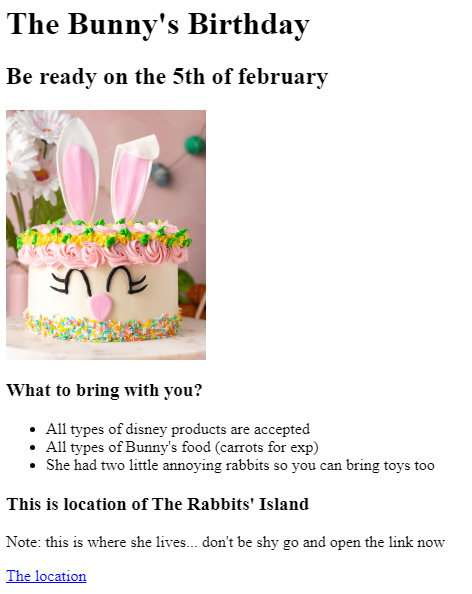 The Bunny's Birthday
Be ready on the 5th of february
What to bring with you?
All types of disney products are accepted
All types of Bunny's food (carrots for exp)
She had two little annoying rabbits so you can bring toys too
This is location of The Rabbits' Island
Note: this is where she lives... don't be shy go and open the link now
The location